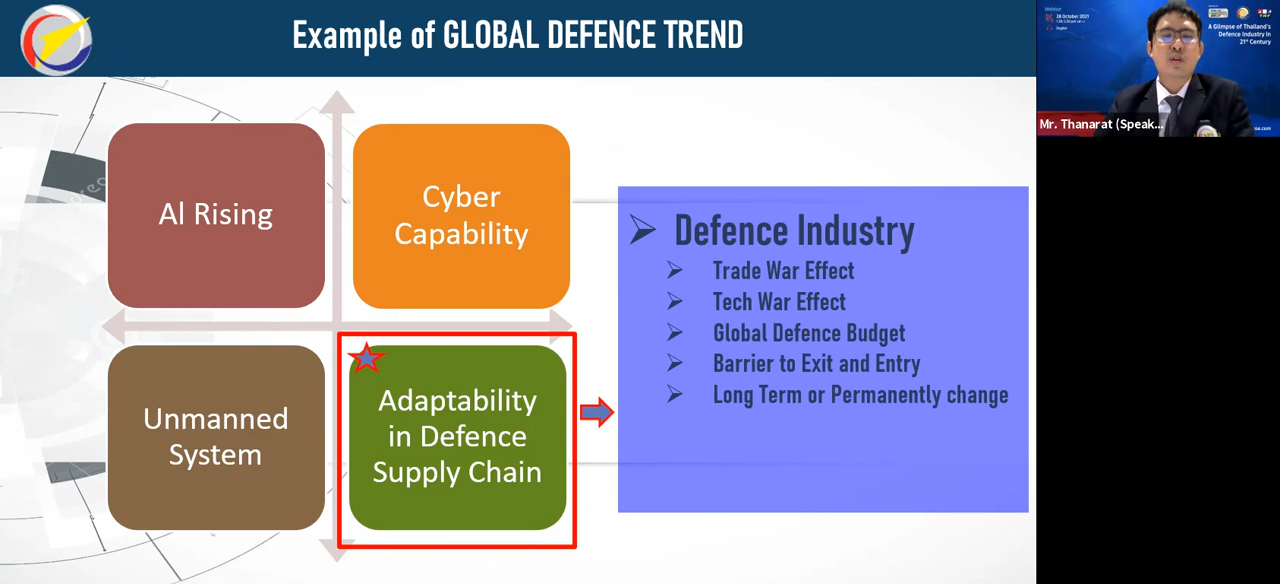 Example of GLOBAL DEFENCE TREND
AI Rising
Cyber
Capability
Unmanned
System
Adaptability
in Defence
Supply Chain
Defence Industry
Trade War Effect
Tech War Effect
Global Defence Budget
Barrier to Exit and Entry
Long Term or Permanently change
Webinar
28 October 2021
English
A Glimpse of Thailand's
Defence Industry in
21st Century
Mr. Thanarat (Speak...